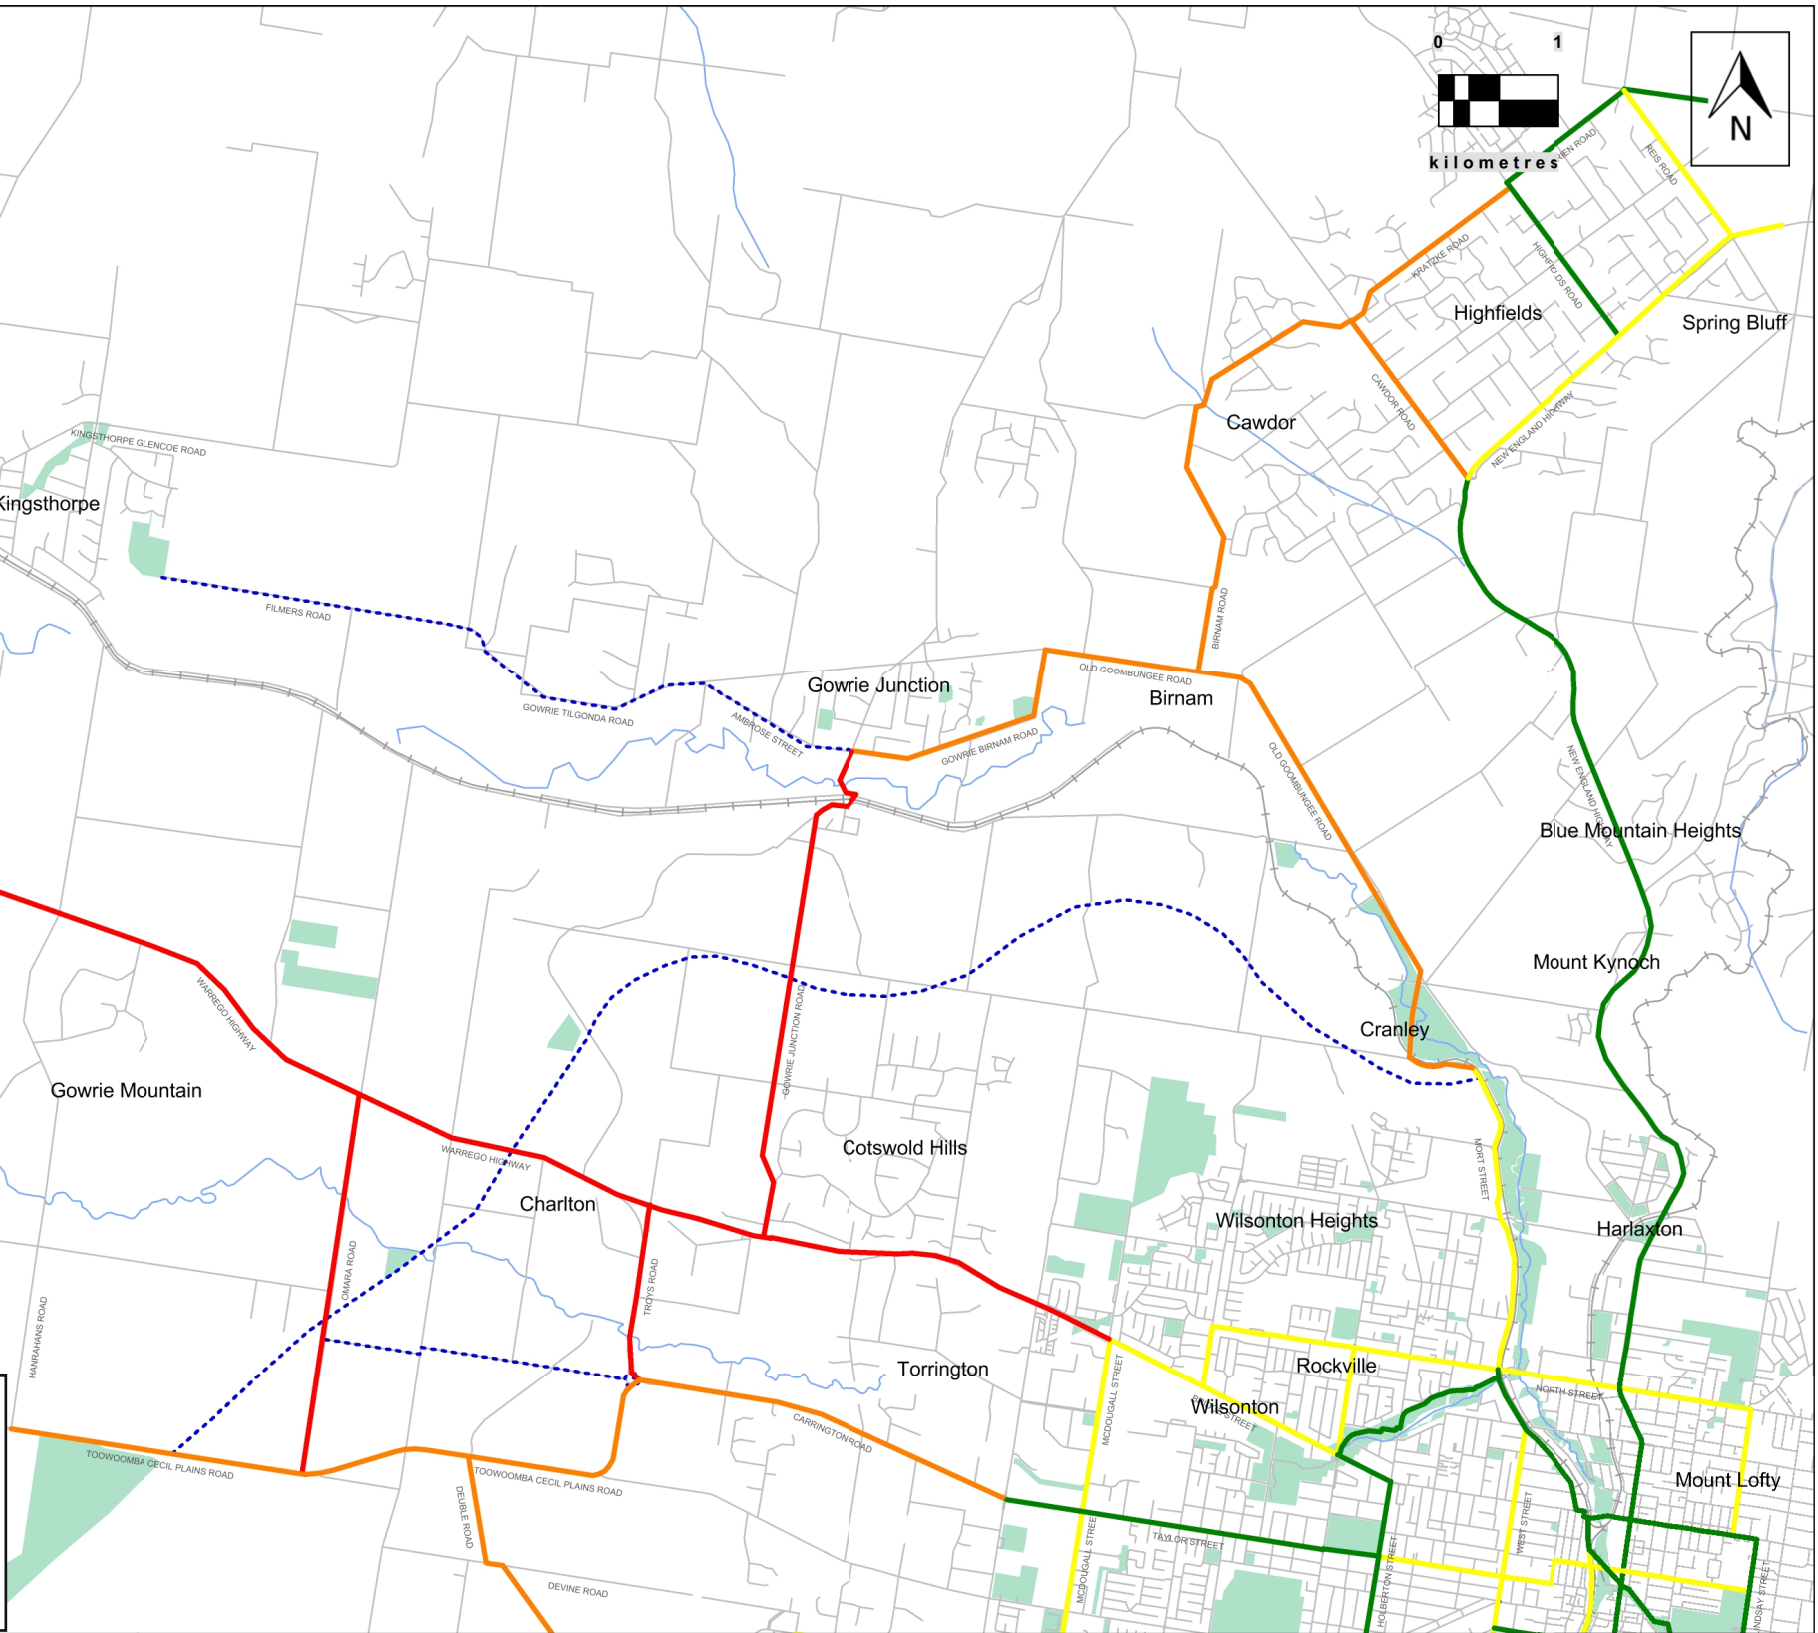 0 1
kilometres
N
RIEN ROAD
REIS ROAD
KRATZKE ROAD
HIGHFIELDS ROAD
Highfields
Spring Bluff
CAWDOR ROAD
Cawdor
NEW ENGLAND HIGHWAY
KINGSTHORPE GLENCOE ROAD
Kingsthorpe
FILMERS ROAD
BIRNAM ROAD
OLD GOOMBUNGEE ROAD
Gowrie Junction
Birnam
GOWRIE TILGONDA ROAD
AMBROSE STREET
GOWRIE BIRNAM ROAD
OLD GOOMBUNGEE ROAD
NEW ENGLAND HIGHWAY
Blue Mountain Heights
Mount Kynoch
WARREGO HIGHWAY
GOWRIE JUNCTION ROAD
Cranley
Gowrie Mountain
Cotswold Hills
WARREGO HIGHWAY
MORT STREET
Charlton
Wilsonton Heights
Harlaxton
OMARA ROAD
TROYS ROAD
HANRAHANS ROAD
Torrington
Rockville
MCDOUGALL STREET
NORTH STREET
Wilsonton
STREET
CARRINGTON ROAD
TOOWOOMBA CECIL PLAINS ROAD
TOOWOOMBA CECIL PLAINS ROAD
Mount Lofty
DEUBLE ROAD
WEST STREET
TAYLOR STREET
MCDOUGALL STREET
HOLBERTON STREET
NDSAY STREET
DEVINE ROAD